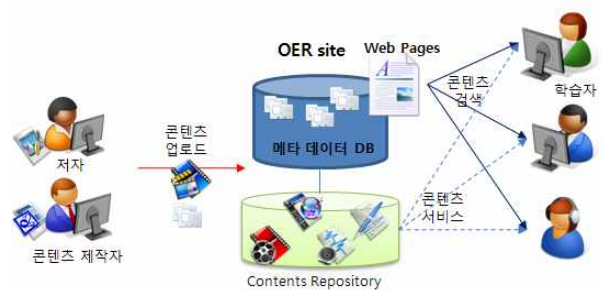 OER site
Web Pages
A
콘텐츠
검색
학습자
콘텐츠
업로드
저자
메타 데이터 DB
콘텐츠
서비스
콘텐츠 제작자
Contents Repository